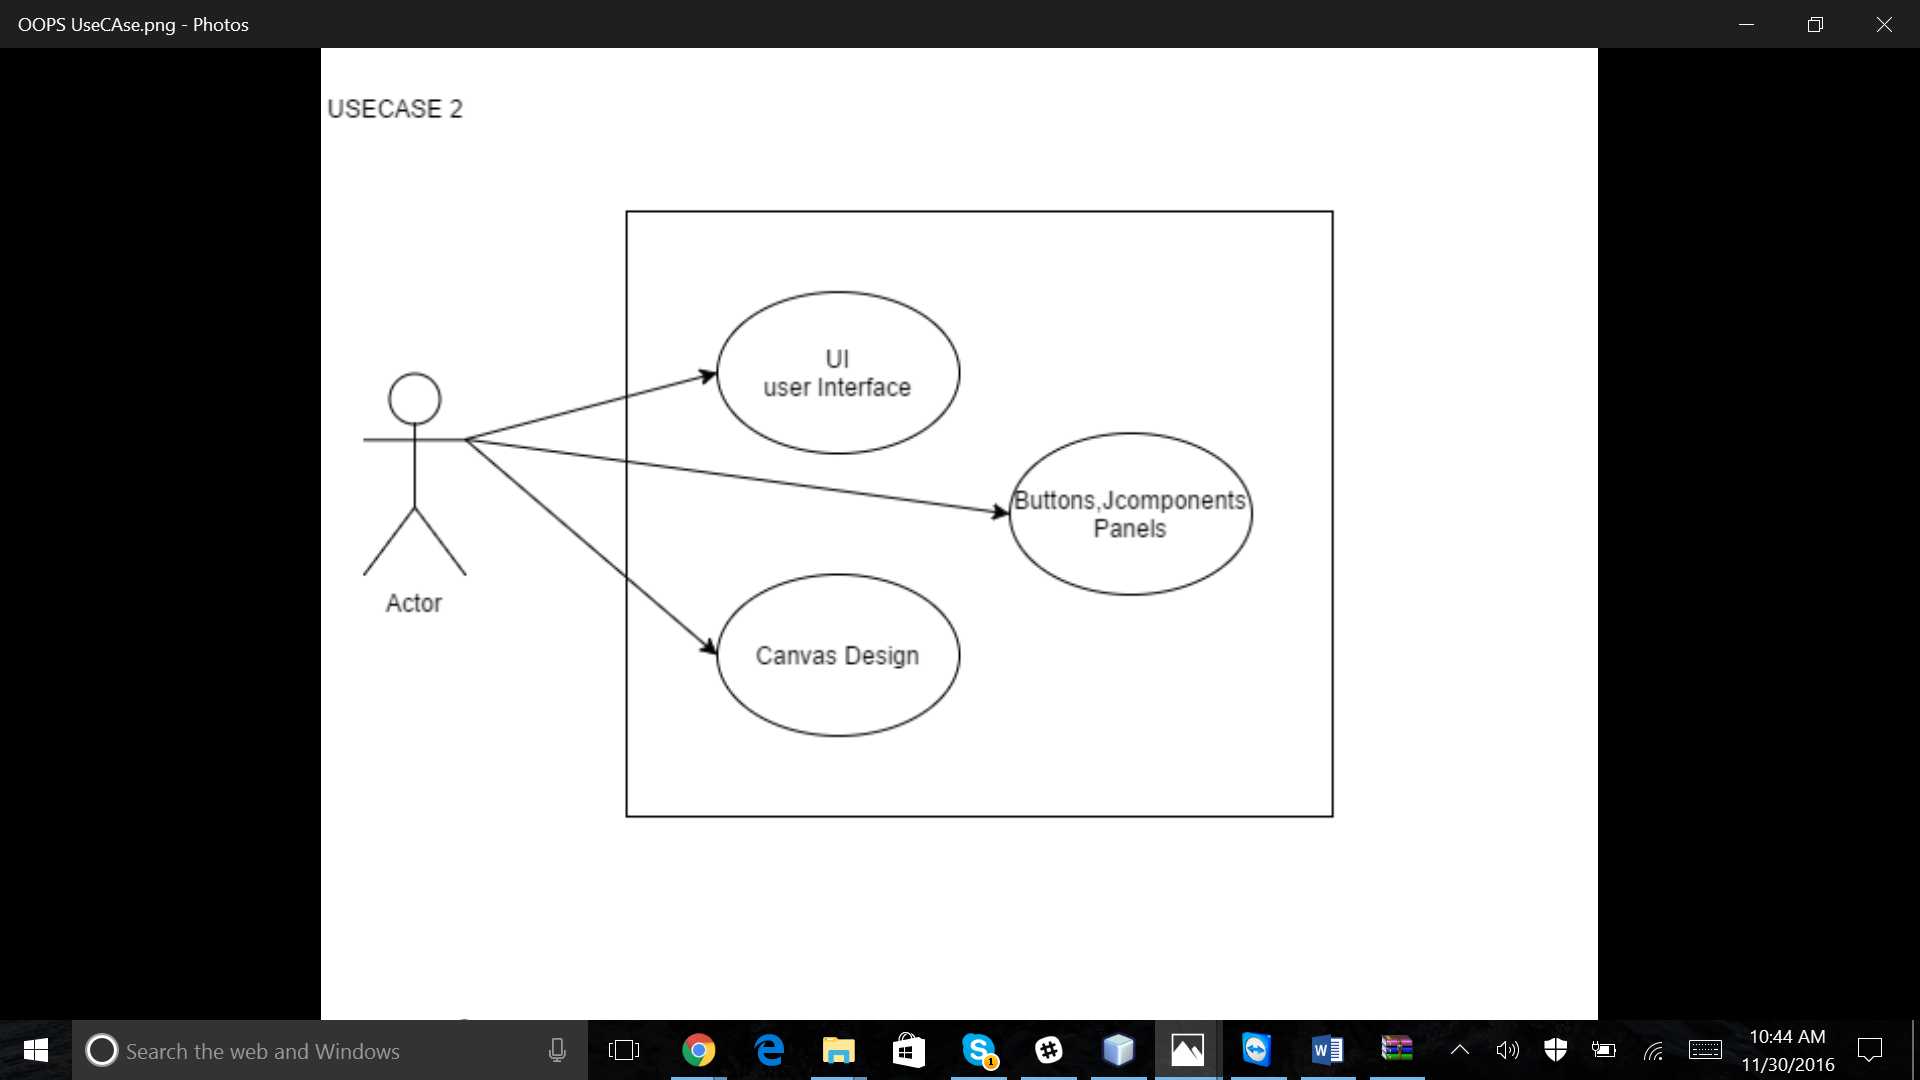 OOPS UseCAse.png - Photos
USECASE 2
UI
user Interface
Buttons,Jcomponents
Panels
Actor
Canvas Design
Search the web and Windows
10:44 AM
11/30/2016